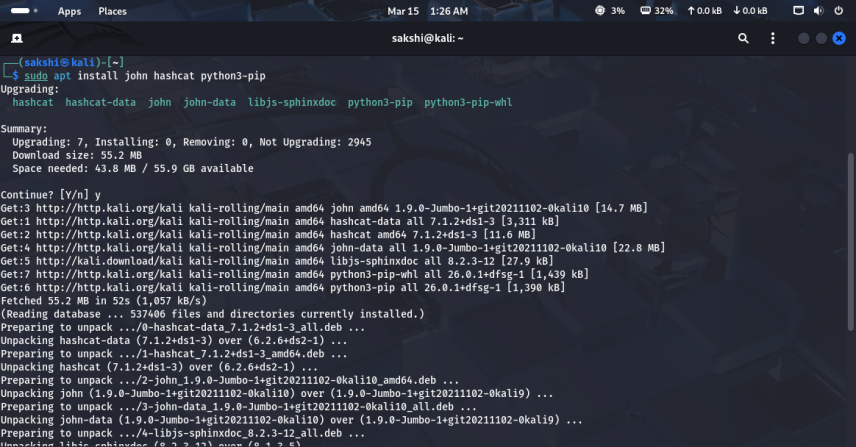 Apps Places Mar 15 1:26 AM 3% 32% ↑ 0.0 kB ↓ 0.0 kB
sakshi@kali: ~
┌──(sakshi㉿kali)-[~]
└─$ sudo apt install john hashcat python3-pip
Upgrading:
  hashcat  hashcat-data  john  john-data  libjs-sphinxdoc  python3-pip  python3-pip-whl

Summary:
  Upgrading: 7, Installing: 0, Removing: 0, Not Upgrading: 2945
  Download size: 55.2 MB
  Space needed: 43.8 MB / 55.9 GB available

Continue? [Y/n] y
Get:3 http://http.kali.org/kali kali-rolling/main amd64 john amd64 1.9.0-Jumbo-1+git20211102-0kali10 [14.7 MB]
Get:1 http://http.kali.org/kali kali-rolling/main amd64 hashcat-data all 7.1.2+ds1-3 [3,311 kB]
Get:2 http://http.kali.org/kali kali-rolling/main amd64 hashcat amd64 7.1.2+ds1-3 [11.6 MB]
Get:4 http://http.kali.org/kali kali-rolling/main amd64 john-data all 1.9.0-Jumbo-1+git20211102-0kali10 [22.8 MB]
Get:5 http://kali.download/kali kali-rolling/main amd64 libjs-sphinxdoc all 8.2.3-12 [27.9 kB]
Get:7 http://http.kali.org/kali kali-rolling/main amd64 python3-pip-whl all 26.0.1+dfsg-1 [1,439 kB]
Get:6 http://http.kali.org/kali kali-rolling/main amd64 python3-pip all 26.0.1+dfsg-1 [1,390 kB]
Fetched 55.2 MB in 52s (1,057 kB/s)
(Reading database ... 537406 files and directories currently installed.)
Preparing to unpack .../0-hashcat-data_7.1.2+ds1-3_all.deb ...
Unpacking hashcat-data (7.1.2+ds1-3) over (6.2.6+ds2-1) ...
Preparing to unpack .../1-hashcat_7.1.2+ds1-3_amd64.deb ...
Unpacking hashcat (7.1.2+ds1-3) over (6.2.6+ds2-1) ...
Preparing to unpack .../2-john_1.9.0-Jumbo-1+git20211102-0kali10_amd64.deb ...
Unpacking john (1.9.0-Jumbo-1+git20211102-0kali10) over (1.9.0-Jumbo-1+git20211102-0kali9) ...
Preparing to unpack .../3-john-data_1.9.0-Jumbo-1+git20211102-0kali10_all.deb ...
Unpacking john-data (1.9.0-Jumbo-1+git20211102-0kali10) over (1.9.0-Jumbo-1+git20211102-0kali9) ...
Preparing to unpack .../4-libjs-sphinxdoc_8.2.3-12_all.deb ...
Unpacking libjs-sphinxdoc (8.2.3-12) over